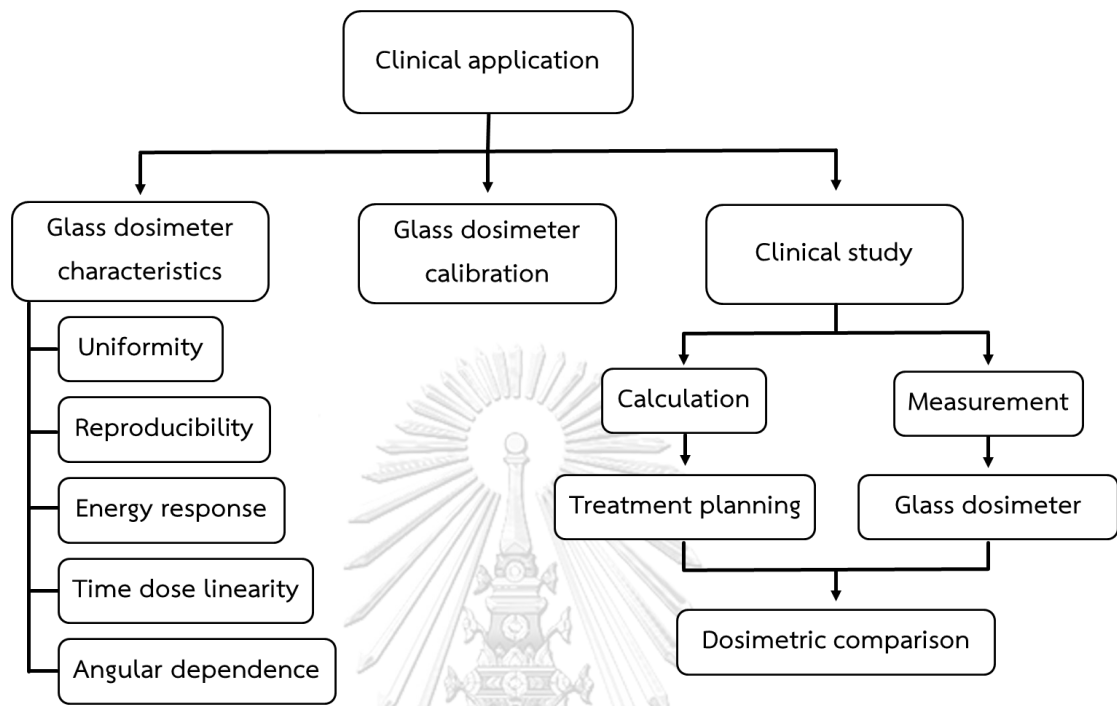 Clinical application
Glass dosimeter
characteristics
Glass dosimeter
calibration
Clinical study
Uniformity
Reproducibility
Energy response
Time dose linearity
Angular dependence
Calculation
Measurement
Treatment planning
Glass dosimeter
Dosimetric comparison